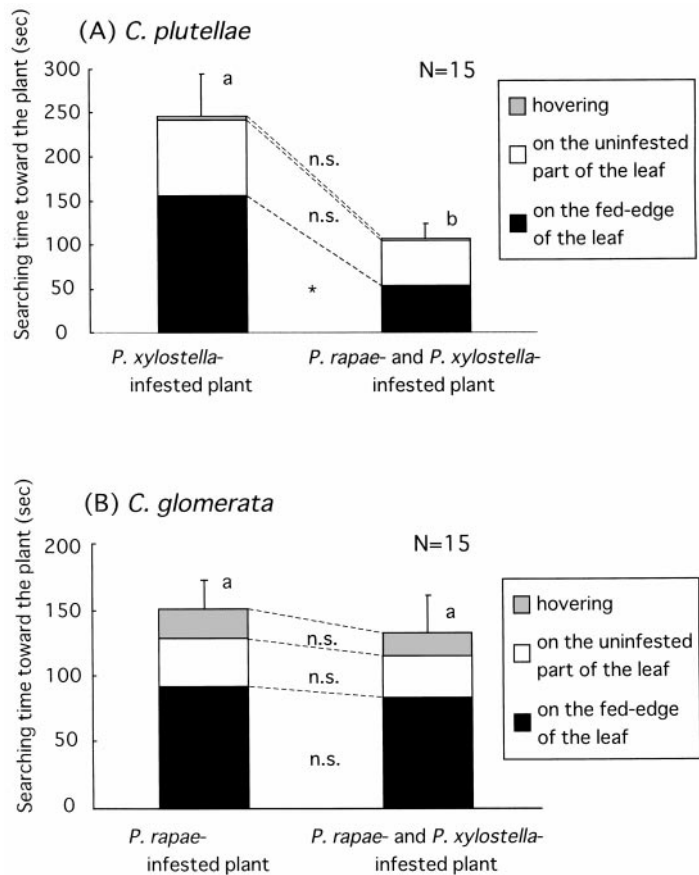 (A) C. plutellae
Searching time toward the plant (sec)
300
250
200
150
100
50
0
N=15
a
b
n.s.
n.s.
*
hovering
on the uninfested
part of the leaf
on the fed-edge
of the leaf
P. xylostella-
infested plant
P. rapae- and P. xylostella-
infested plant
(B) C. glomerata
Searching time toward the plant (sec)
200
150
100
50
0
N=15
a
a
n.s.
n.s.
n.s.
hovering
on the uninfested
part of the leaf
on the fed-edge
of the leaf
P. rapae-
infested plant
P. rapae- and P. xylostella-
infested plant